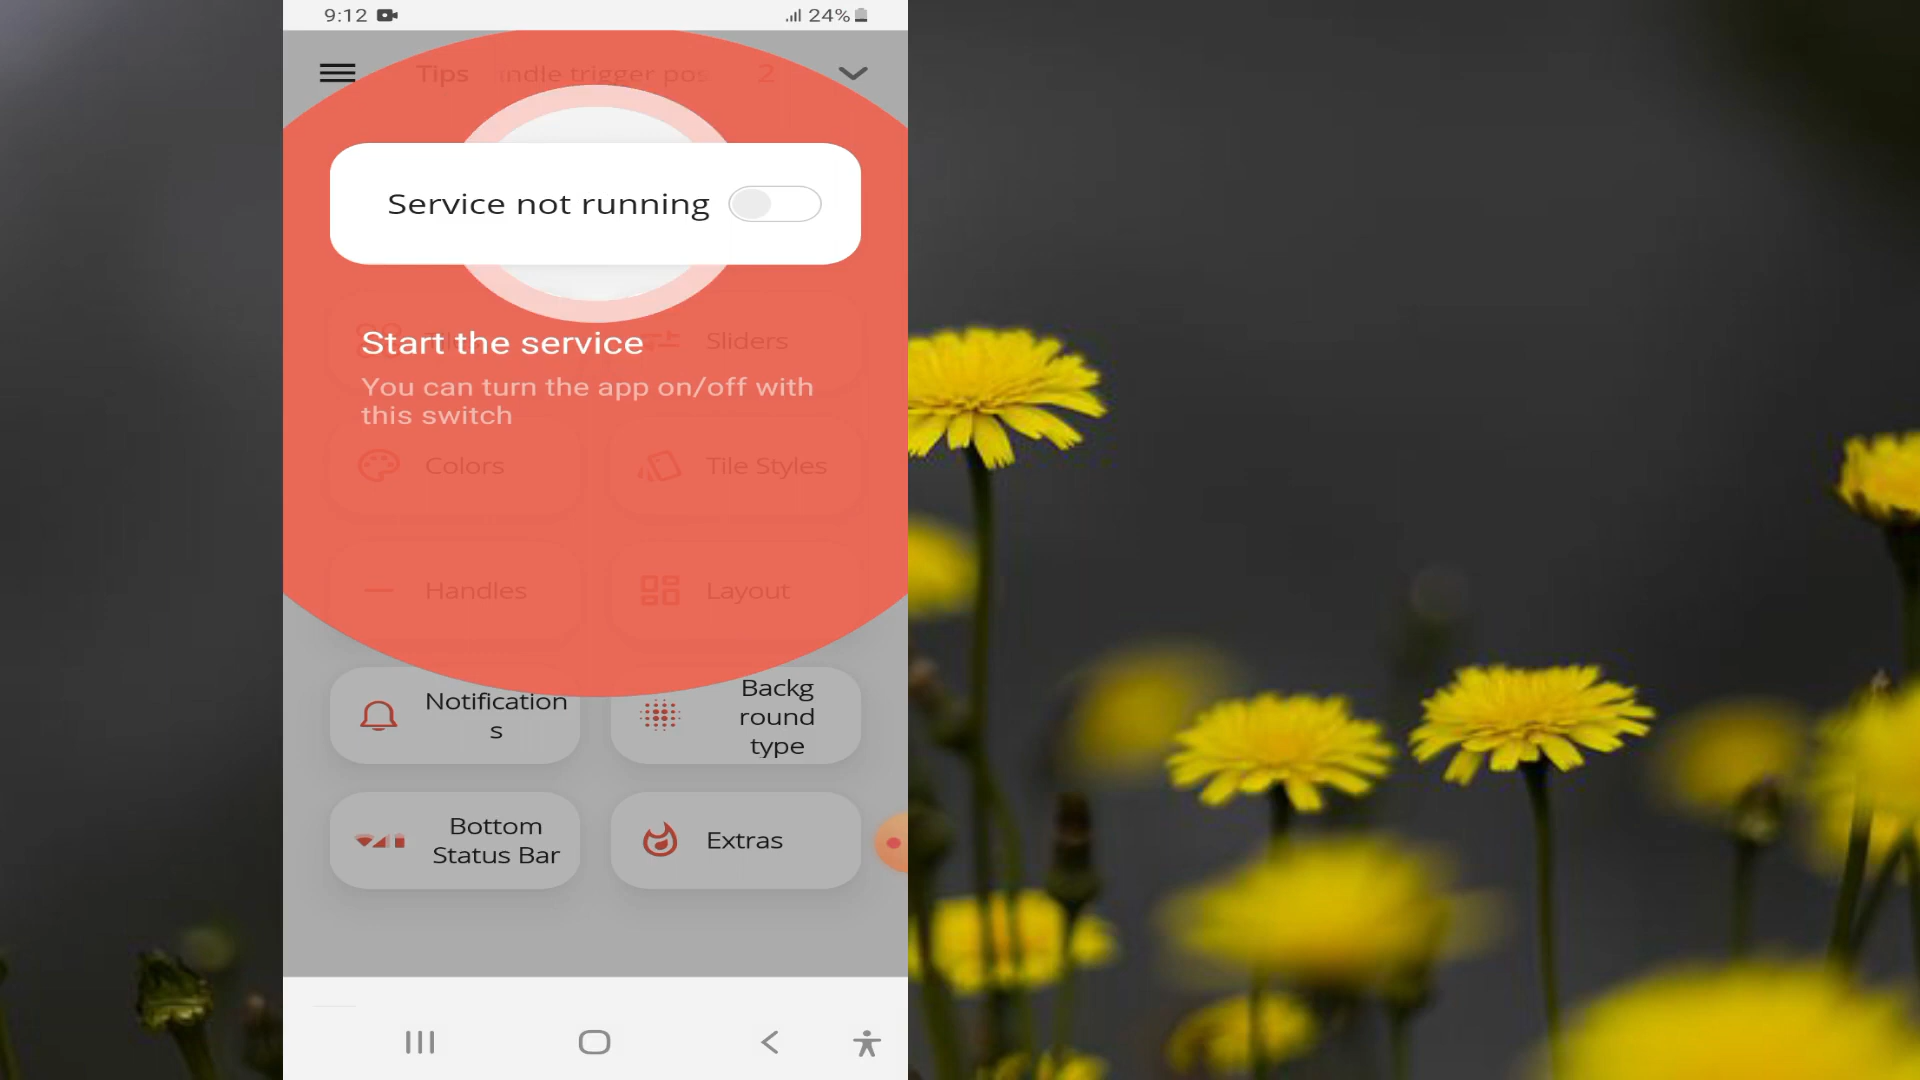 9:12
24%
Tips
ndle trigger pos
2
Service not running
Start the service
Sliders
You can turn the app on/off with
this switch
Colors
Tile Styles
Handles
Layout
Notification
s
Backg
round
type
Bottom
Status Bar
Extras